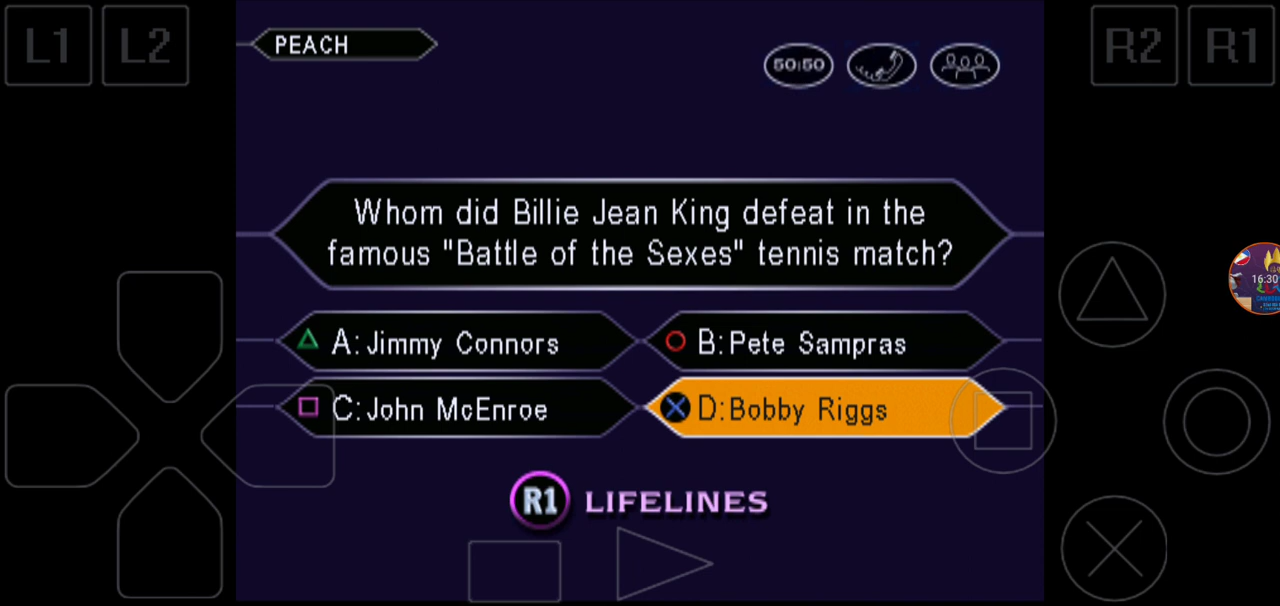 L1
L2
R2
R1
PEACH
50:50
Whom did Billie Jean King defeat in the
famous "Battle of the Sexes" tennis match?
A: Jimmy Connors
B: Pete Sampras
C: John McEnroe
D: Bobby Riggs
16:30
R1 LIFELINES